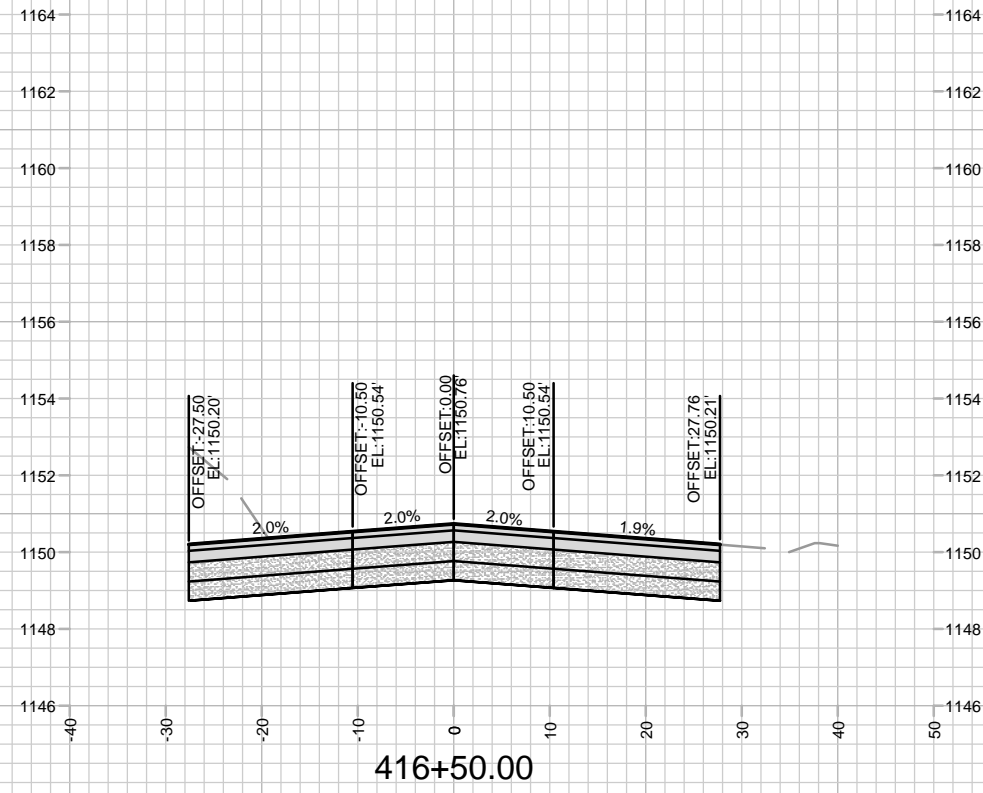 1164 1164
1162 1162
1160 1160
1158 1158
1156 1156
1154 1154
1152 1152
1150 1150
1148 1148
1146 1146
OFFSET:-27.50
EL:1150.20'
OFFSET:-10.50
EL:1150.54'
OFFSET:0.00
EL:1150.76'
OFFSET:10.50
EL:1150.54'
OFFSET:27.76
EL:1150.21'
2.0% 2.0% 2.0% 1.9%
-40 -30 -20 -10 0 10 20 30 40 50
416+50.00